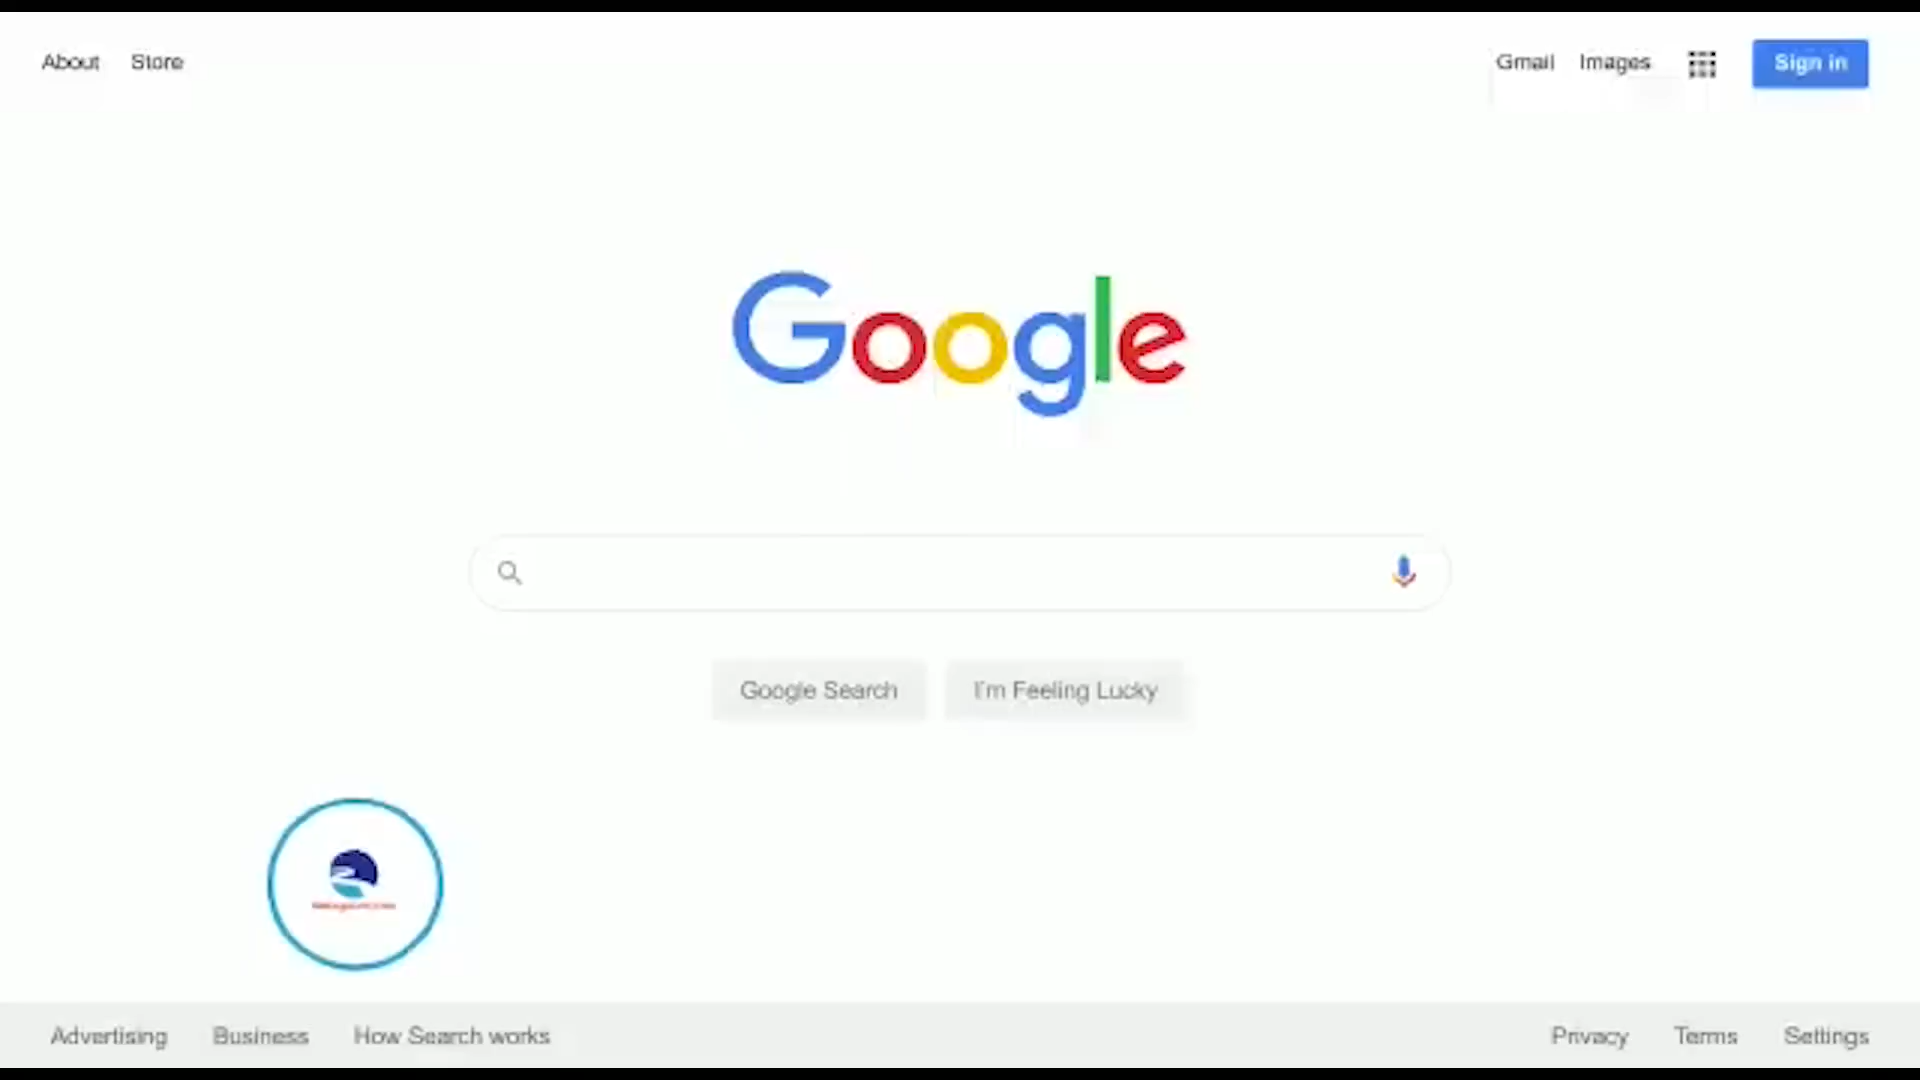 About Store
Gmail Images Sign in
Google
Google Search I'm Feeling Lucky
Advertising Business How Search works
Privacy Terms Settings